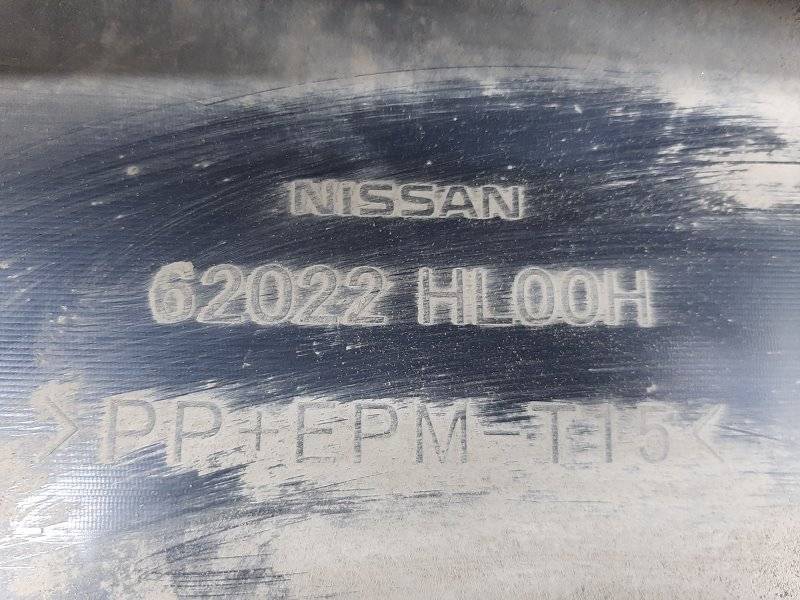 NISSAN
62022 HL00H
>PP+EPM-T15<